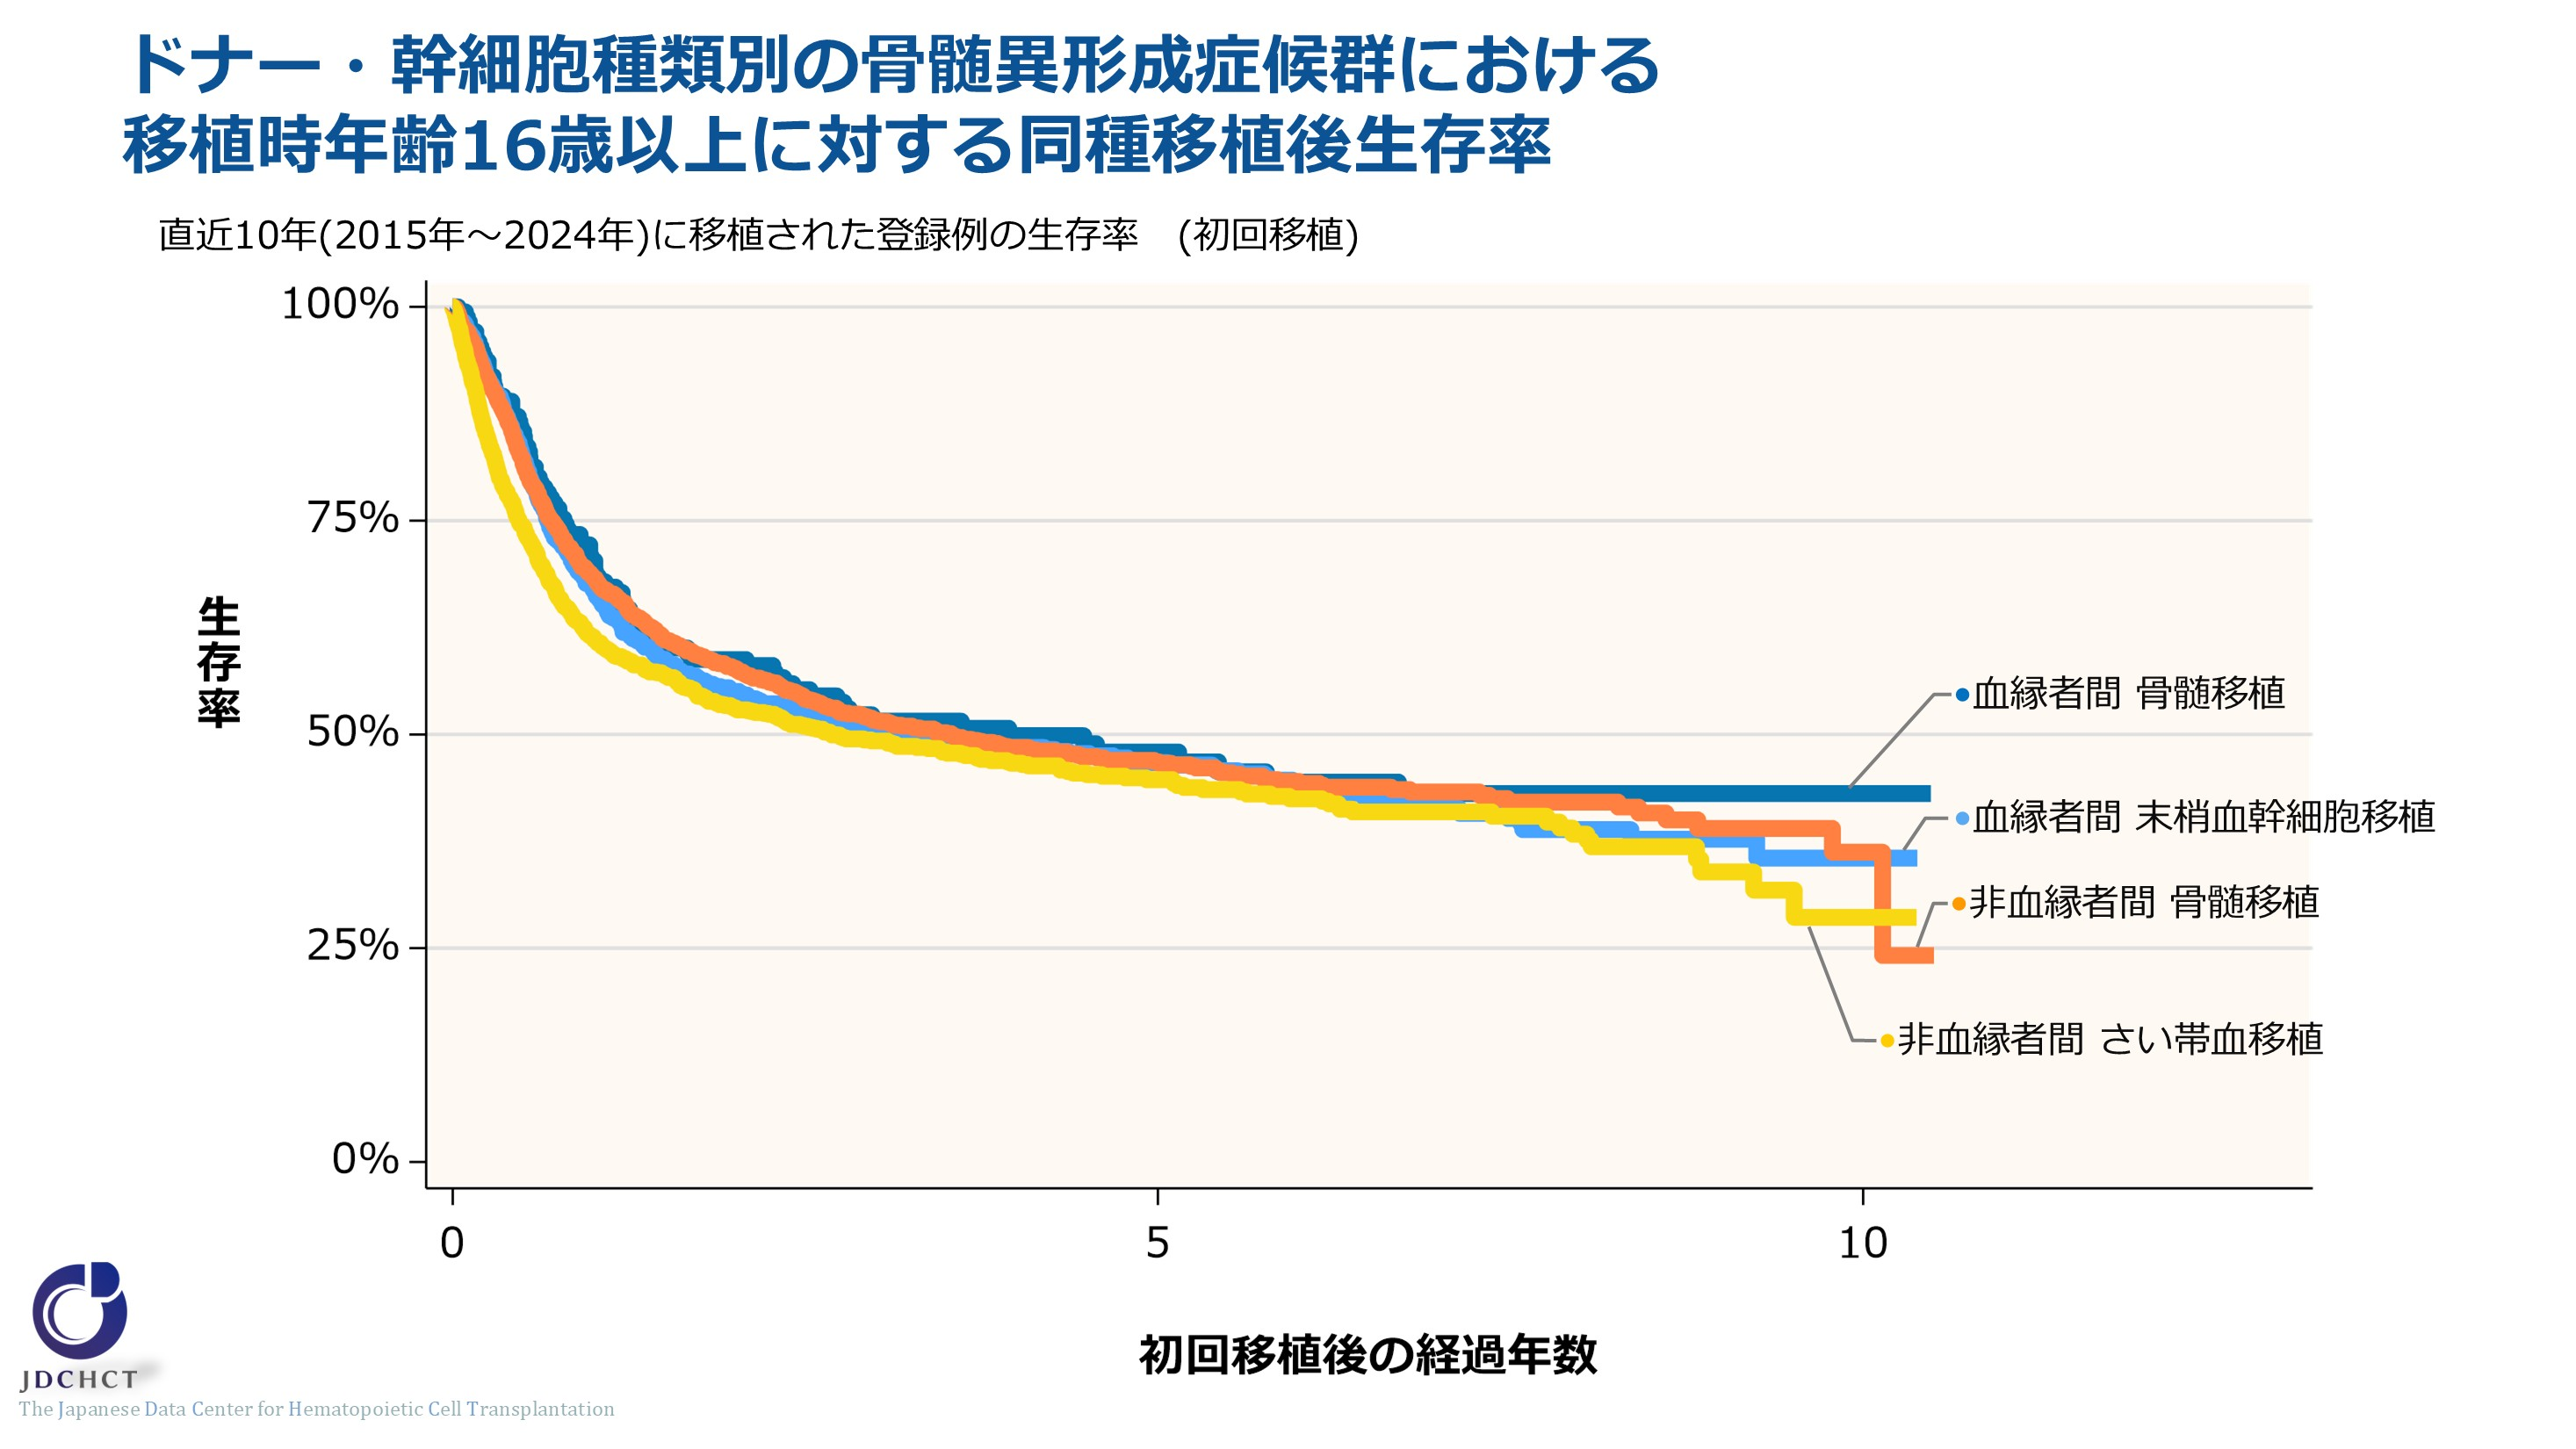 ドナー・幹細胞種類別の骨髄異形成症候群における
移植時年齢16歳以上に対する同種移植後生存率
直近10年(2015年～2024年)に移植された登録例の生存率　(初回移植)
100%
75%
50%
25%
0%
生存率
血縁者間 骨髄移植
血縁者間 末梢血幹細胞移植
非血縁者間 骨髄移植
非血縁者間 さい帯血移植
0
5
10
初回移植後の経過年数
JDCHCT
The Japanese Data Center for Hematopoietic Cell Transplantation